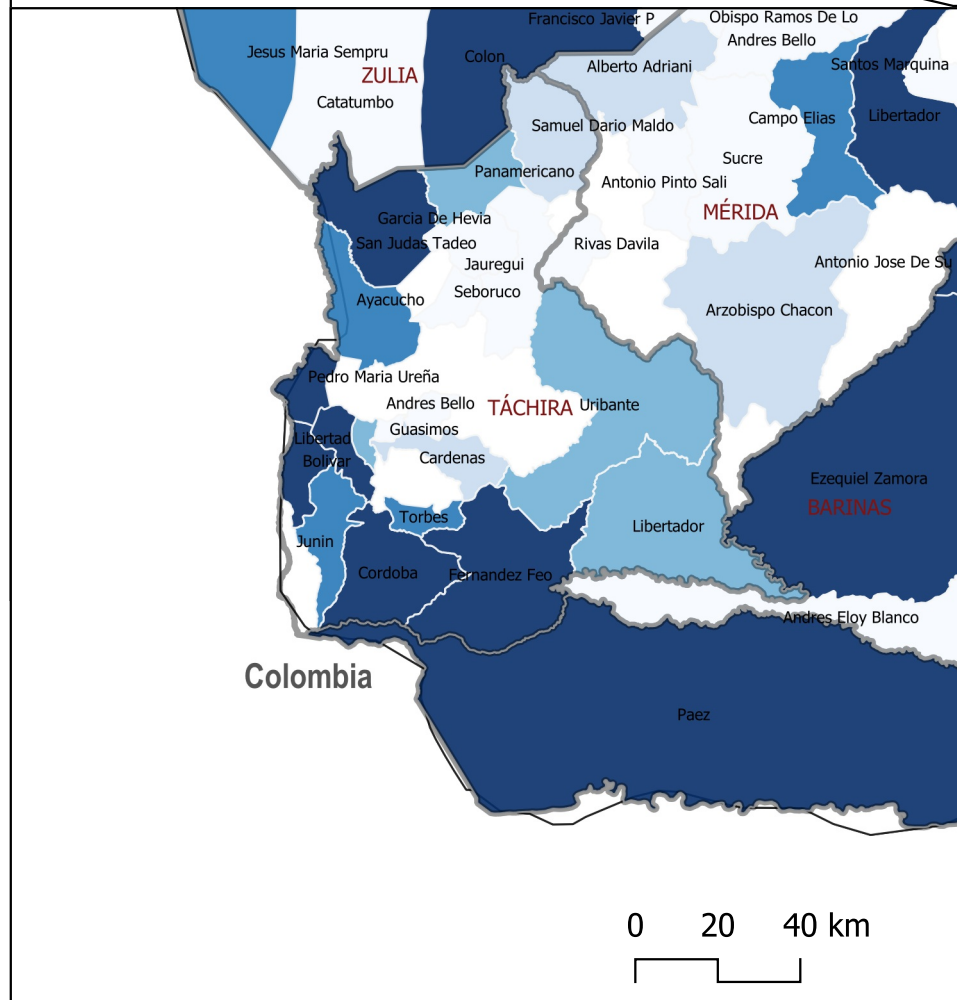 Francisco Javier P
Obispo Ramos De Lo
Andres Bello
Jesus Maria Sempru
Colon
Santos Marquina
ZULIA
Alberto Adriani
Catatumbo
Campo Elias
Libertador
Samuel Dario Maldo
Sucre
Panamericano
Antonio Pinto Sali
MÉRIDA
Garcia De Hevia
San Judas Tadeo
Rivas Davila
Jauregui
Antonio Jose De Su
Seboruco
Ayacucho
Arzobispo Chacon
Pedro Maria Ureña
Andres Bello
TÁCHIRA
Uribante
Guasimos
Libertad
Cardenas
Bolivar
Ezequiel Zamora
BARINAS
Torbes
Libertador
Junin
Cordoba
Fernandez Feo
Andres Eloy Blanco
Colombia
Paez
0 20 40 km